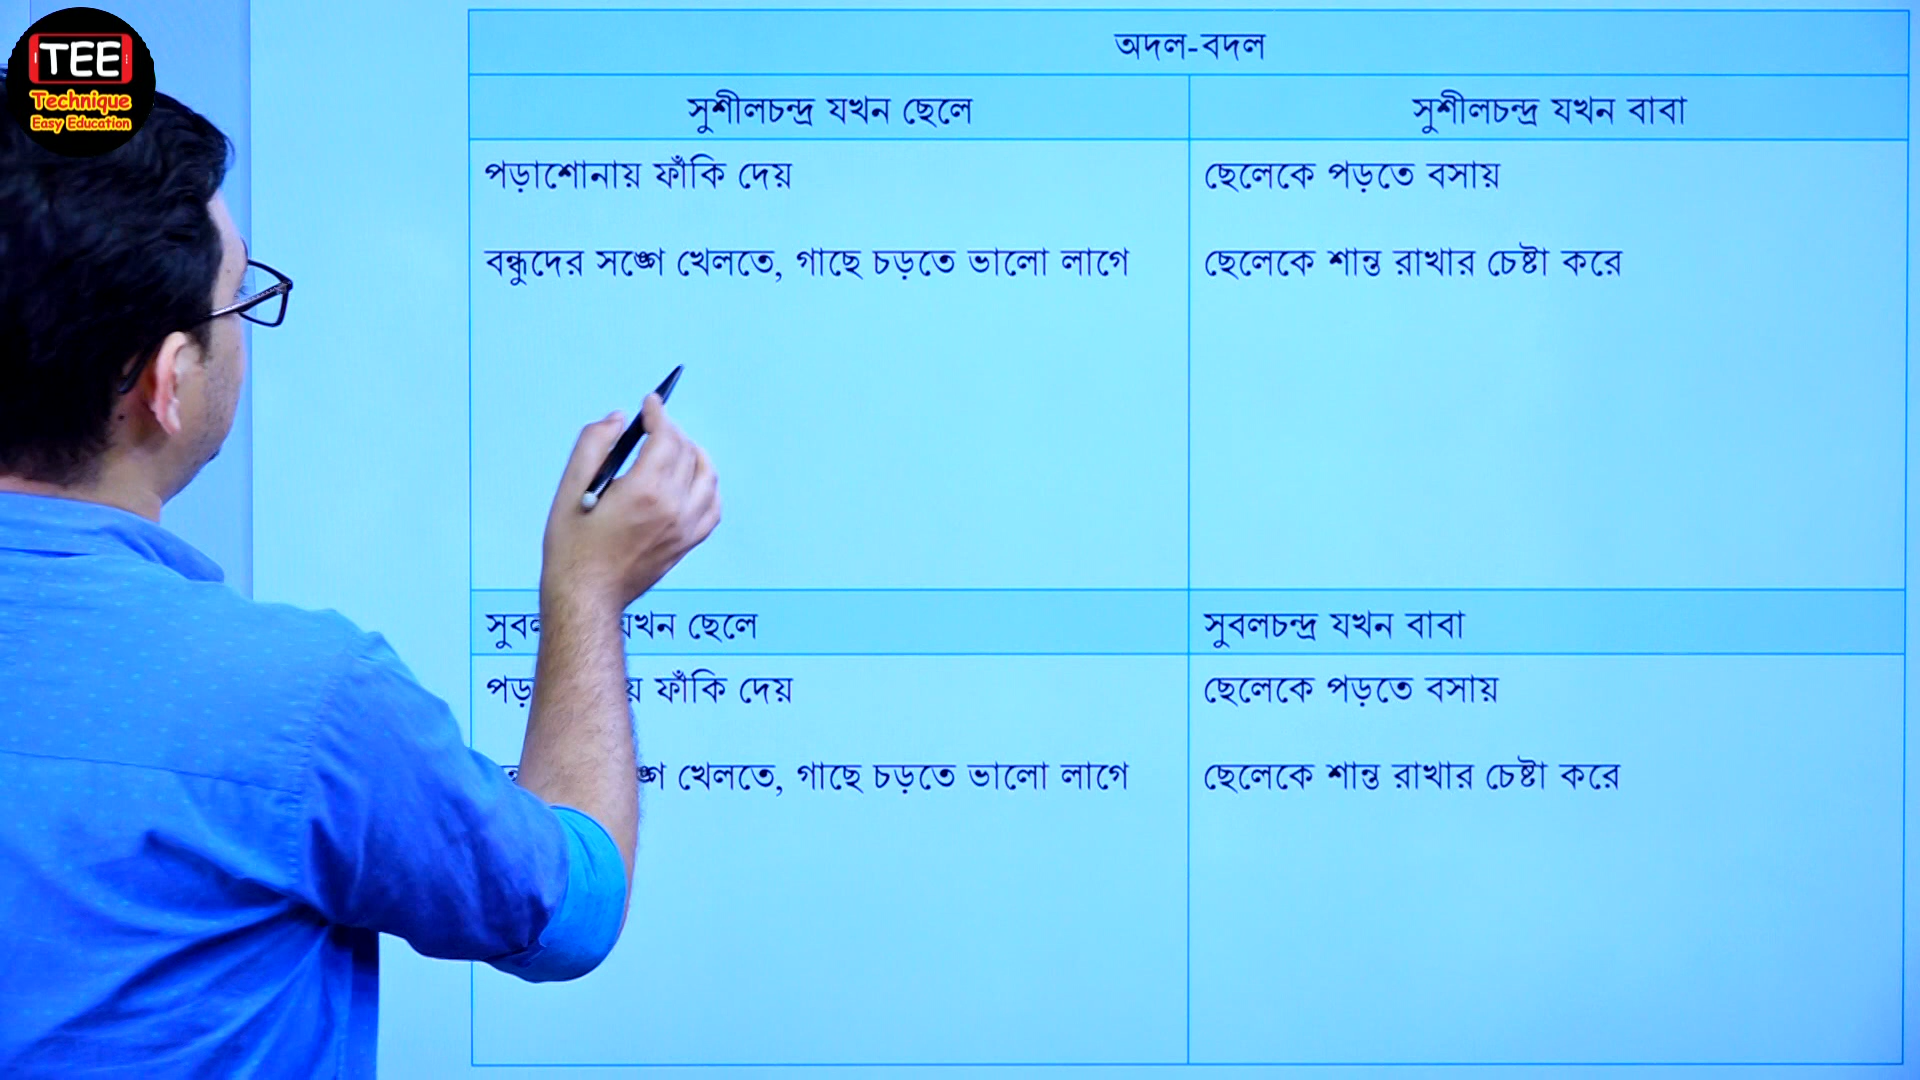 TEE
Technique
Easy Education
অদল-বদল
সুশীলচন্দ্র যখন ছেলে
সুশীলচন্দ্র যখন বাবা
পড়াশোনায় ফাঁকি দেয়
ছেলেকে পড়তে বসায়
বন্ধুদের সঙ্গে খেলতে, গাছে চড়তে ভালো লাগে
ছেলেকে শান্ত রাখার চেষ্টা করে
যখন ছেলে
সুবলচন্দ্র যখন বাবা
ফাঁকি দেয়
ছেলেকে পড়তে বসায়
খেলতে, গাছে চড়তে ভালো লাগে
ছেলেকে শান্ত রাখার চেষ্টা করে